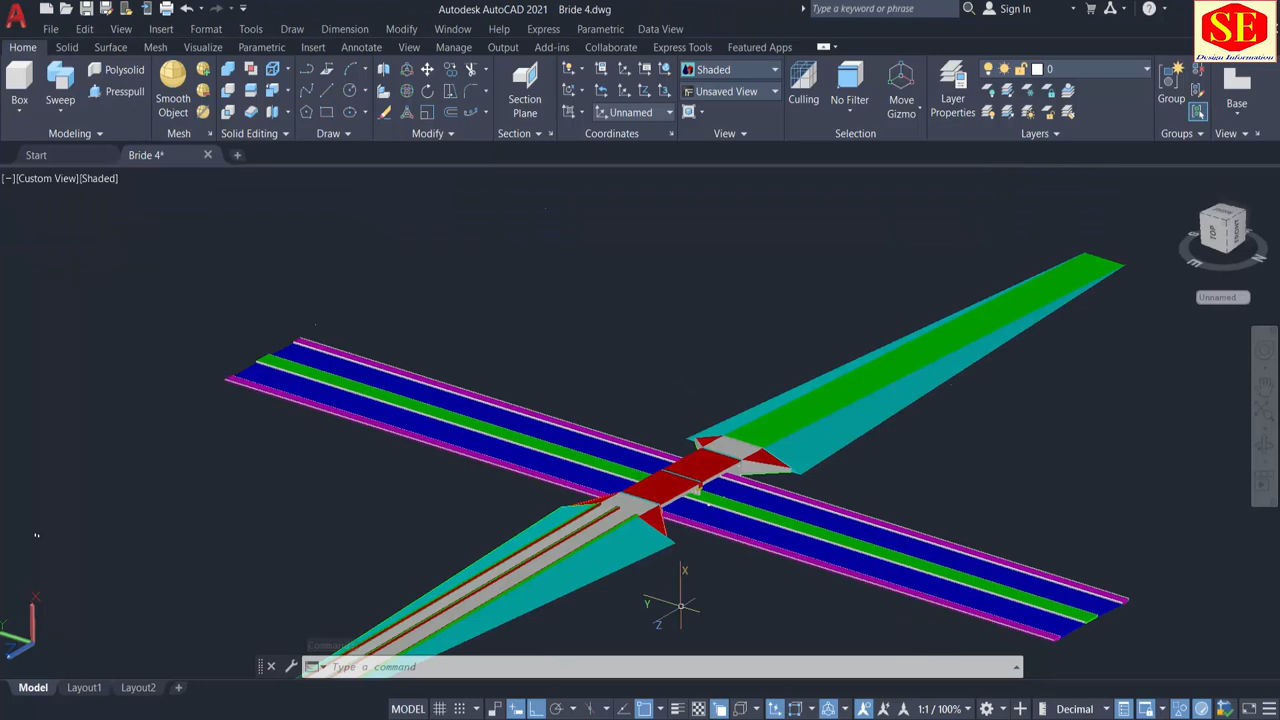 Autodesk AutoCAD 2021 Bride 4.dwg
Type a keyword or phrase
Sign In
SE
Design Information
File Edit View Insert Format Tools Draw Dimension Modify Window Help Express Parametric Data View
Home Solid Surface Mesh Visualize Parametric Insert Annotate View Manage Output Add-ins Collaborate Express Tools Featured Apps
Box
Sweep
Polysolid
Presspull
Smooth
Object
Section
Plane
Shaded
Unsaved View
Unnamed
Culling
No Filter
Move
Gizmo
Layer
Properties
0
Group
Base
Modeling Mesh Solid Editing Draw Modify Section Coordinates View Selection Layers Groups View
Start
Bride 4*
[−][Custom View][Shaded]
TOP
FRONT
Unnamed
X
Y
Z
X
Y
Z
Type a command
Model Layout1 Layout2
MODEL
1:1 / 100%
Decimal